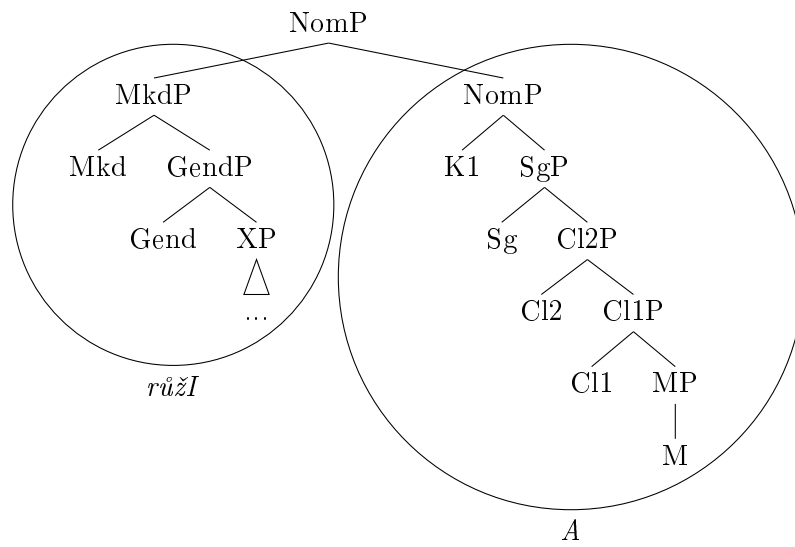 NomP
MkdP NomP
Mkd GendP K1 SgP
Gend XP Sg Cl2P
... Cl2 Cl1P
růžI Cl1 MP
M
A